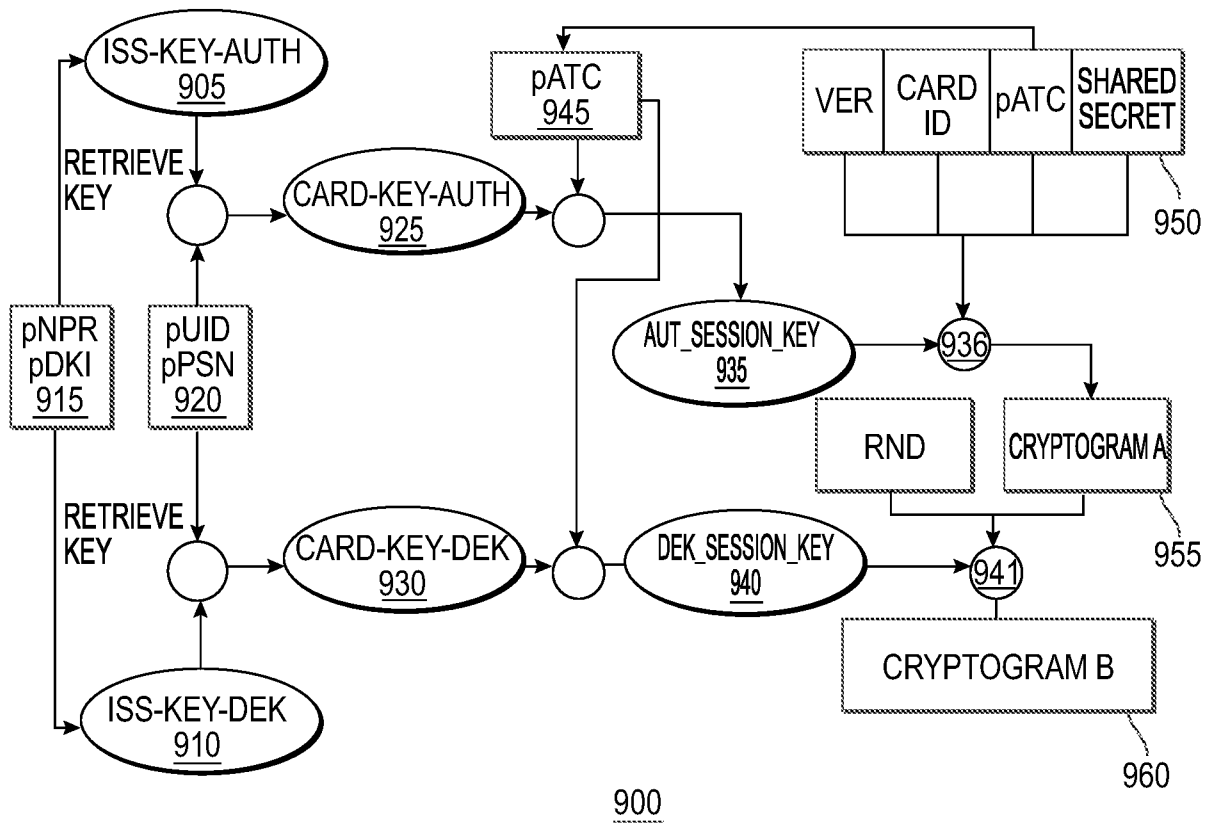 ISS-KEY-AUTH
905
pATC
945
VER
CARD
ID
pATC
SHARED
SECRET
950
RETRIEVE
KEY
CARD-KEY-AUTH
925
pNPR
pDKI
915
pUID
pPSN
920
AUT_SESSION_KEY
935
936
RND
CRYPTOGRAM A
955
RETRIEVE
KEY
CARD-KEY-DEK
930
DEK_SESSION_KEY
940
941
CRYPTOGRAM B
960
ISS-KEY-DEK
910
900